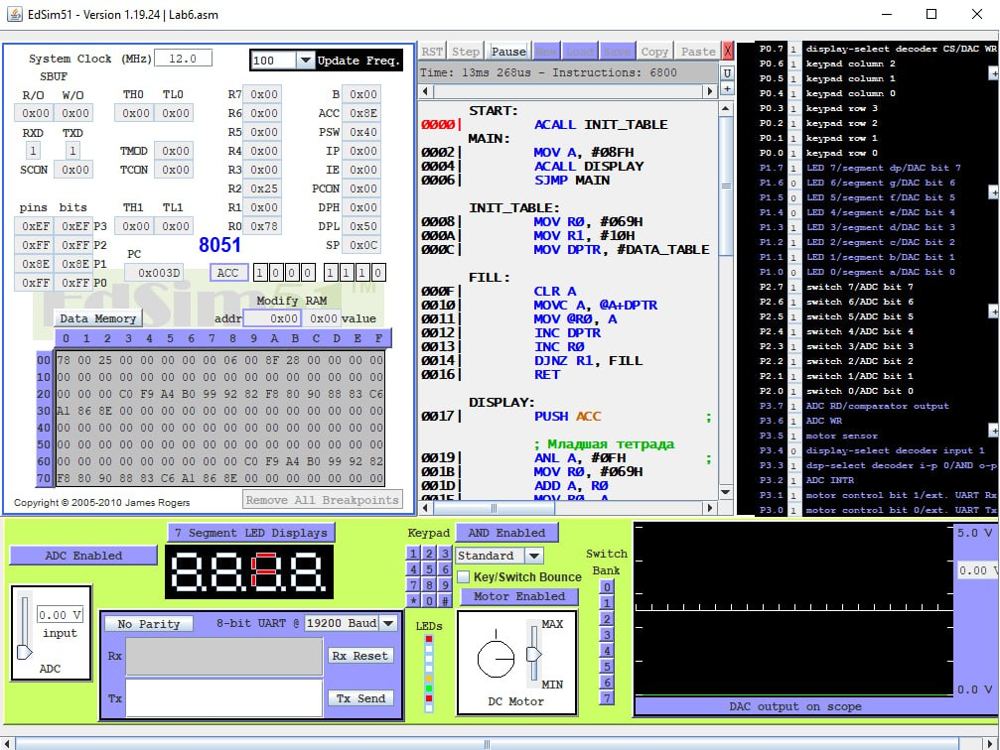 EdSim51 - Version 1.19.24 | Lab6.asm
System Clock (MHz) 12.0
100 Update Freq.
SBUF
R/O W/O TH0 TL0
0x00 0x00 0x00 0x00
RXD TXD
1 1 TMOD 0x00
SCON 0x00 TCON 0x00
pins bits TH1 TL1
0xEF 0xEF P3 0x00 0x00
0xFF 0xFF P2
0x8E 0x8E P1
0xFF 0xFF P0
8051
PC
0x003D
R7 0x00 B 0x00
R6 0x00 ACC 0x8E
R5 0x00 PSW 0x40
R4 0x00 IP 0x00
R3 0x00 IE 0x00
R2 0x25 PCON 0x00
R1 0x00 DPH 0x00
R0 0x78 DPL 0x50
SP 0x0C
ACC 1 0 0 0 1 1 1 0
EdSim51™
Modify RAM
Data Memory addr 0x00 0x00 value
0 1 2 3 4 5 6 7 8 9 A B C D E F
00 78 00 25 00 00 00 00 00 06 00 8F 28 00 00 00 00
10 00 00 00 00 00 00 00 00 00 00 00 00 00 00 00 00
20 00 00 00 C0 F9 A4 B0 99 92 82 F8 80 90 88 83 C6
30 A1 86 8E 00 00 00 00 00 00 00 00 00 00 00 00 00
40 00 00 00 00 00 00 00 00 00 00 00 00 00 00 00 00
50 00 00 00 00 00 00 00 00 00 00 00 00 00 00 00 00
60 00 00 00 00 00 00 00 00 00 C0 F9 A4 B0 99 92 82
70 F8 80 90 88 83 C6 A1 86 8E 00 00 00 00 00 00 00
Copyright © 2005-2010 James Rogers
Remove All Breakpoints
RST Step Pause New Load Save Copy Paste X
Time: 13ms 268us - Instructions: 6800
U
START:
0000| ACALL INIT_TABLE
MAIN:
0002| MOV A, #08FH
0004| ACALL DISPLAY
0006| SJMP MAIN
INIT_TABLE:
0008| MOV R0, #069H
000A| MOV R1, #10H
000C| MOV DPTR, #DATA_TABLE
FILL:
000F| CLR A
0010| MOVC A, @A+DPTR
0011| MOV @R0, A
0012| INC DPTR
0013| INC R0
0014| DJNZ R1, FILL
0016| RET
DISPLAY:
0017| PUSH ACC ;
; Младшая тетрада
0019| ANL A, #0FH ;
001B| MOV R0, #069H
001D| ADD A, R0
001E| MOV R0, A
P0.7 1 display-select decoder CS/DAC WR
P0.6 1 keypad column 2
P0.5 1 keypad column 1
P0.4 1 keypad column 0
P0.3 1 keypad row 3
P0.2 1 keypad row 2
P0.1 1 keypad row 1
P0.0 1 keypad row 0
P1.7 1 LED 7/segment dp/DAC bit 7
P1.6 0 LED 6/segment g/DAC bit 6
P1.5 0 LED 5/segment f/DAC bit 5
P1.4 0 LED 4/segment e/DAC bit 4
P1.3 1 LED 3/segment d/DAC bit 3
P1.2 1 LED 2/segment c/DAC bit 2
P1.1 1 LED 1/segment b/DAC bit 1
P1.0 0 LED 0/segment a/DAC bit 0
P2.7 1 switch 7/ADC bit 7
P2.6 1 switch 6/ADC bit 6
P2.5 1 switch 5/ADC bit 5
P2.4 1 switch 4/ADC bit 4
P2.3 1 switch 3/ADC bit 3
P2.2 1 switch 2/ADC bit 2
P2.1 1 switch 1/ADC bit 1
P2.0 1 switch 0/ADC bit 0
P3.7 1 ADC RD/comparator output
P3.6 1 ADC WR
P3.5 1 motor sensor
P3.4 0 display-select decoder input 1
P3.3 1 dsp-select decoder i-p 0/AND o-p
P3.2 1 ADC INTR
P3.1 1 motor control bit 1/ext. UART Rx
P3.0 1 motor control bit 0/ext. UART Tx
ADC Enabled
0.00 V
input
ADC
7 Segment LED Displays
8.8.8.8.
No Parity 8-bit UART @ 19200 Baud
Rx Rx Reset
Tx Tx Send
Keypad
1 2 3
4 5 6
7 8 9
* 0 #
LEDs
AND Enabled
Standard
Key/Switch Bounce
Motor Enabled
MAX
MIN
DC Motor
Switch
Bank
0
1
2
3
4
5
6
7
5.0 V
0.00 V
0.0 V
DAC output on scope